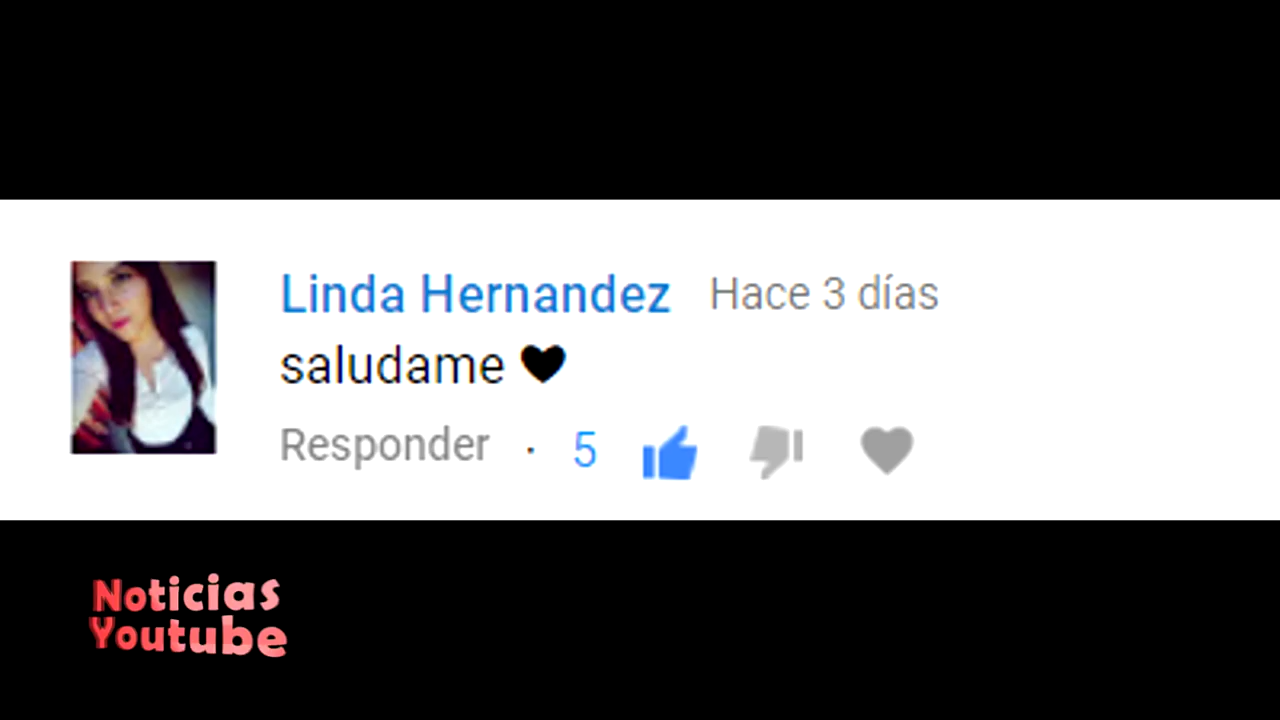 Linda Hernandez Hace 3 días
saludame 🖤
Responder · 5
Noticias
Youtube